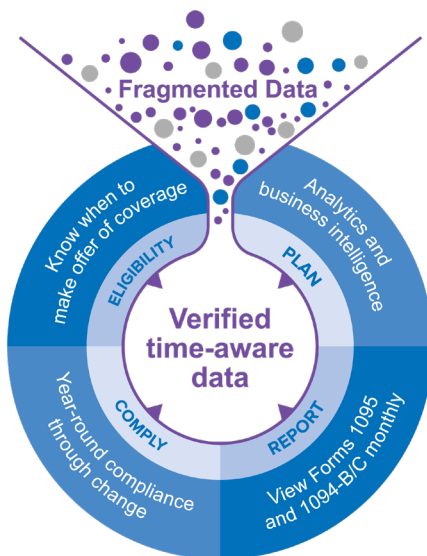 Fragmented Data
Know when to
make offer of coverage
ELIGIBILITY
Analytics and
business intelligence
PLAN
Verified
time-aware
data
COMPLY
Year-round compliance
through change
REPORT
View Forms 1095
and 1094-B/C monthly